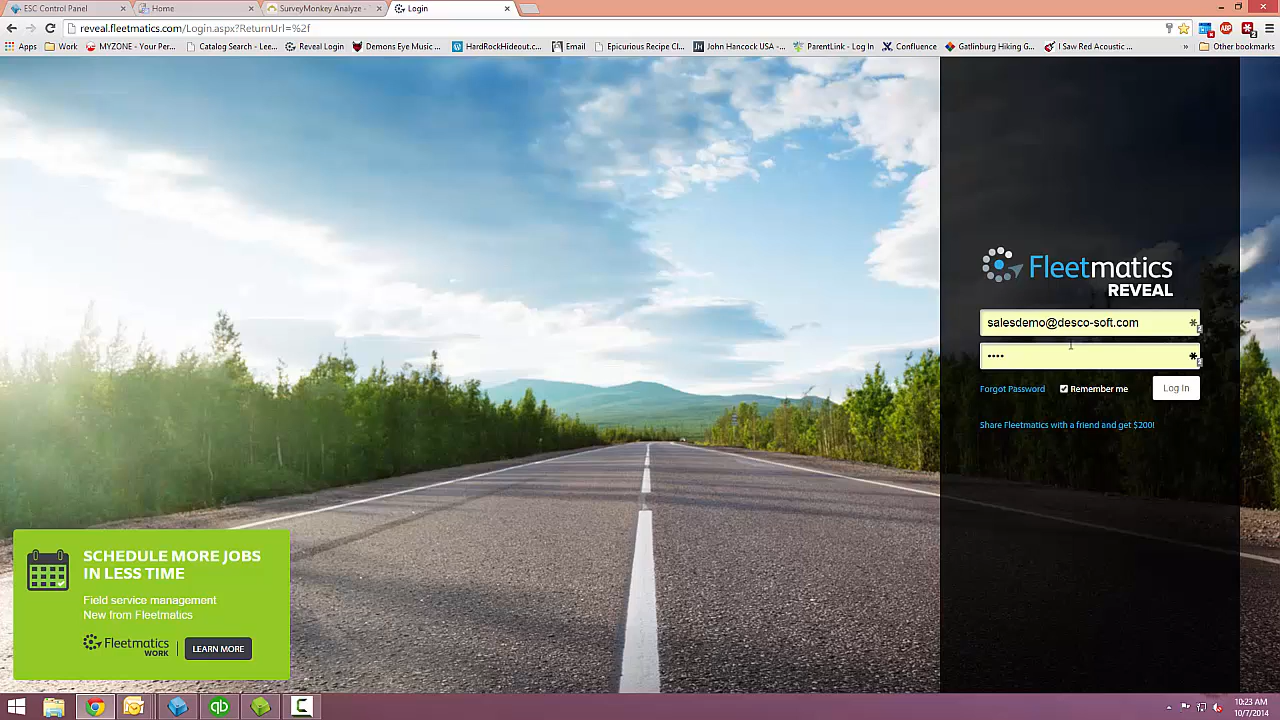 ESC Control Panel
Home
SurveyMonkey Analyze -
Login
reveal.fleetmatics.com/Login.aspx?ReturnUrl=%2f
Apps
Work
MYZONE - Your Per...
Catalog Search - Lee...
Reveal Login
Demons Eye Music ...
HardRockHideout.c...
Email
Epicurious Recipe Cl...
John Hancock USA -...
ParentLink - Log In
Confluence
Gatlinburg Hiking G...
I Saw Red Acoustic ...
»
Other bookmarks
Fleetmatics
REVEAL
salesdemo@desco-soft.com
••••
Forgot Password
Remember me
Log In
Share Fleetmatics with a friend and get $200!
SCHEDULE MORE JOBS
IN LESS TIME
Field service management
New from Fleetmatics
Fleetmatics
WORK
LEARN MORE
10:23 AM
10/7/2014